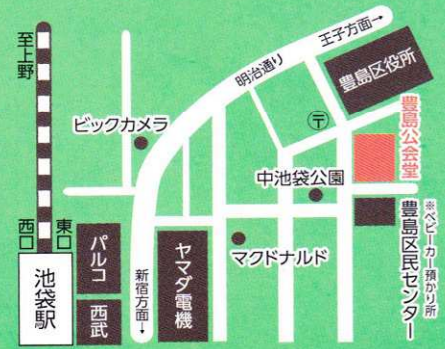 至上野
明治通り
王子方面→
豊島区役所
ビックカメラ
〒
豊島公会堂
中池袋公園
西口
東口
パルコ
西武
池袋駅
新宿方面→
ヤマダ電機
マクドナルド
豊島区民センター
※ベビーカー預かり所